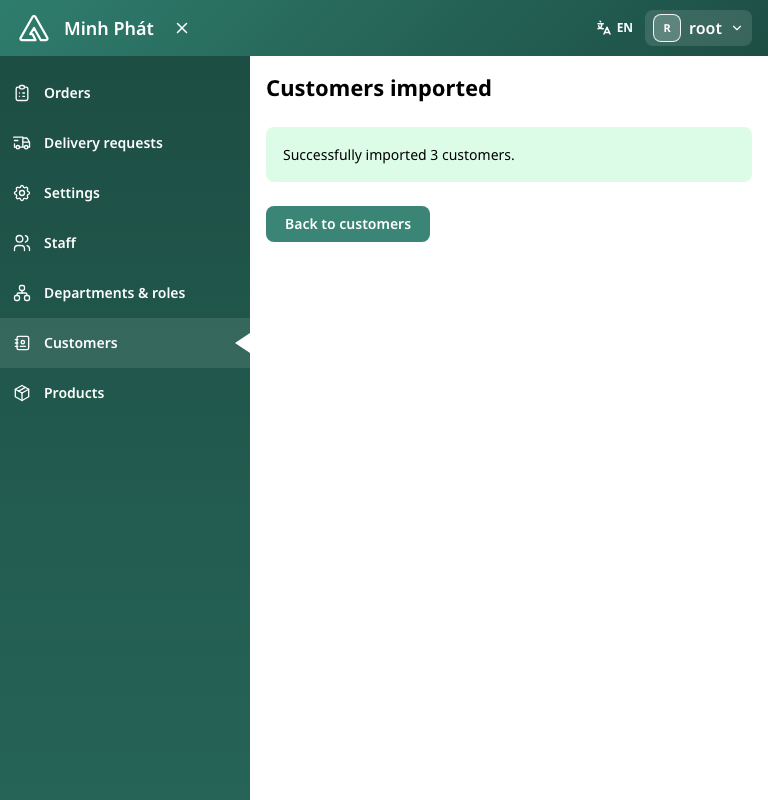 Minh Phát
EN
R
root
Orders
Delivery requests
Settings
Staff
Departments & roles
Customers
Products
Customers imported
Successfully imported 3 customers.
Back to customers